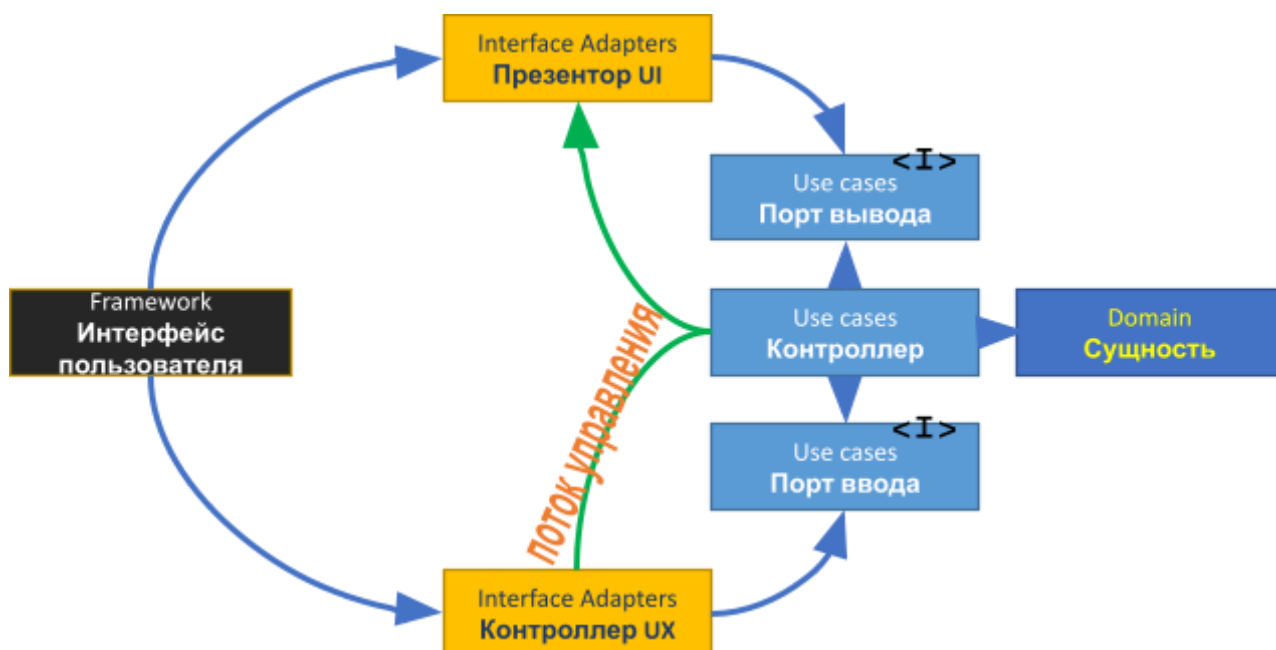 Interface Adapters
Презентор UI
<I>
Use cases
Порт вывода
Framework
Интерфейс
пользователя
поток управления
Use cases
Контроллер
Domain
Сущность
<I>
Use cases
Порт ввода
Interface Adapters
Контроллер UX